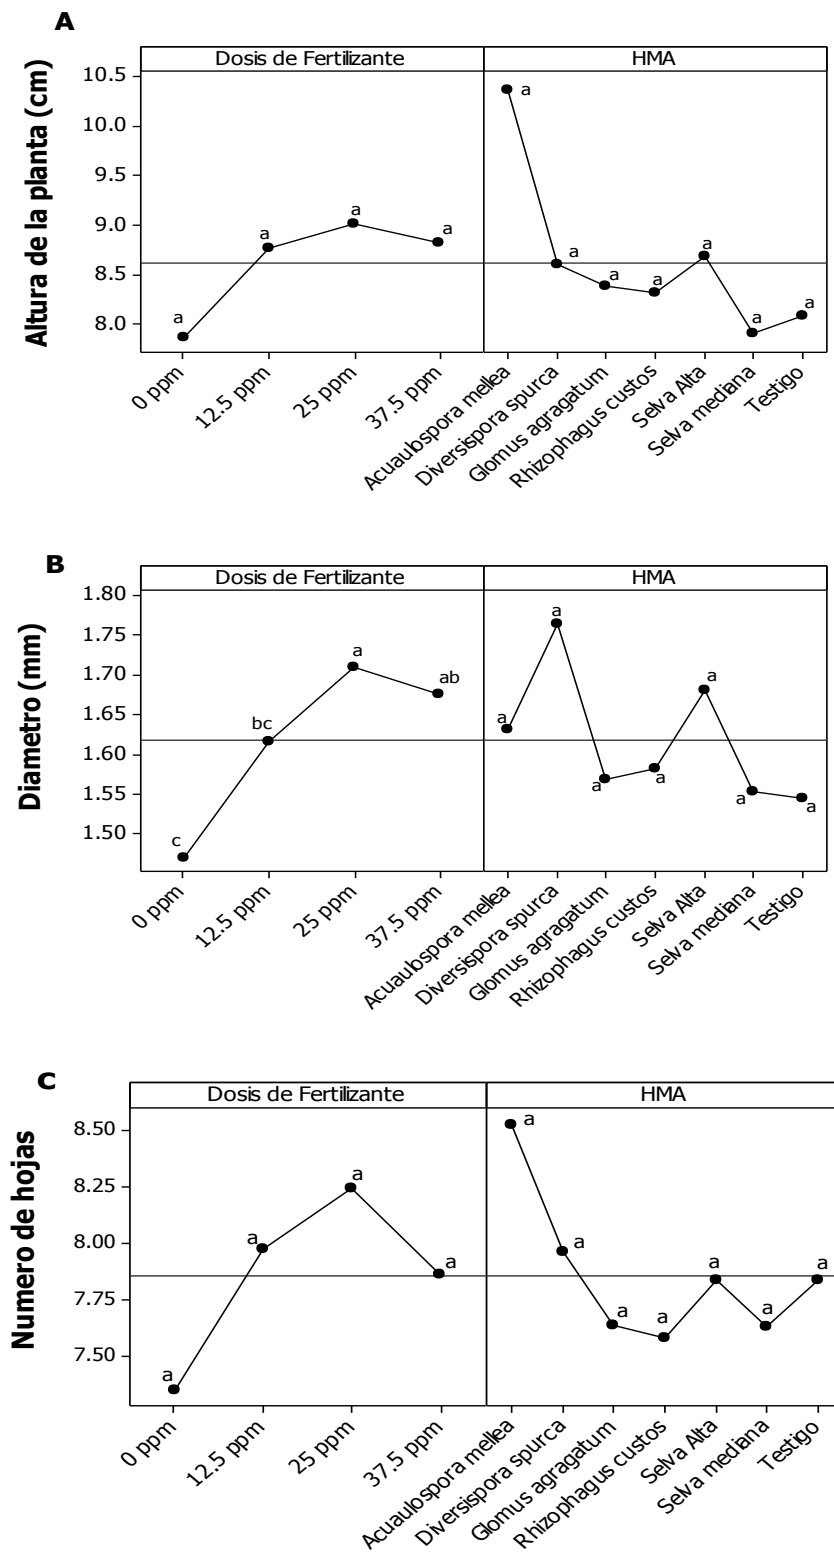 A
Dosis de Fertilizante HMA
Altura de la planta (cm)
10.5
10.0
9.5
9.0
8.5
8.0
a a a a
a a a a a a a
0 ppm
12.5 ppm
25 ppm
37.5 ppm
Acuaulospora mellea
Diversispora spurca
Glomus agragatum
Rhizophagus custos
Selva Alta
Selva mediana
Testigo
B
Dosis de Fertilizante HMA
Diametro (mm)
1.80
1.75
1.70
1.65
1.60
1.55
1.50
c bc a ab
a a a a a a a
0 ppm
12.5 ppm
25 ppm
37.5 ppm
Acuaulospora mellea
Diversispora spurca
Glomus agragatum
Rhizophagus custos
Selva Alta
Selva mediana
Testigo
C
Dosis de Fertilizante HMA
Numero de hojas
8.50
8.25
8.00
7.75
7.50
a a a a
a a a a a a a
0 ppm
12.5 ppm
25 ppm
37.5 ppm
Acuaulospora mellea
Diversispora spurca
Glomus agragatum
Rhizophagus custos
Selva Alta
Selva mediana
Testigo